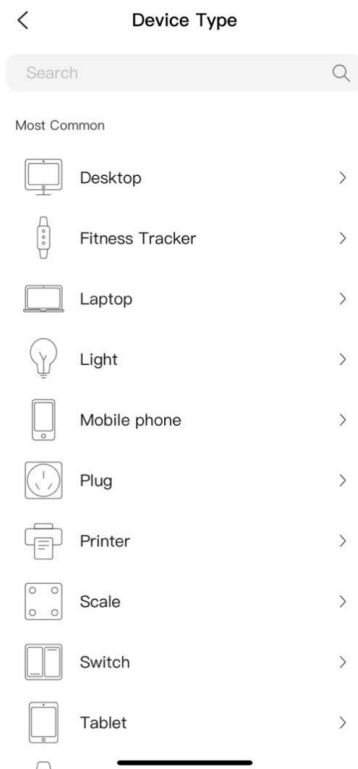 Device Type
Search
Most Common
Desktop
Fitness Tracker
Laptop
Light
Mobile phone
Plug
Printer
Scale
Switch
Tablet